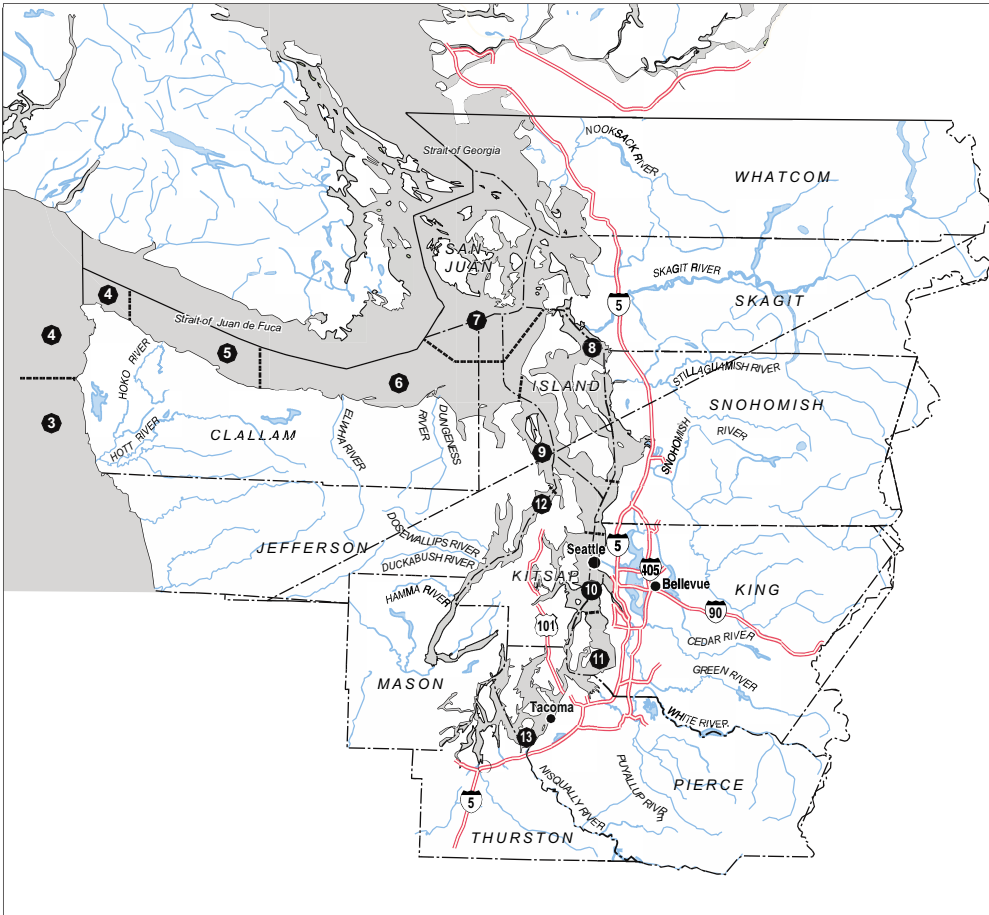 NOOKSACK RIVER
Strait of Georgia
WHATCOM
SAN
JUAN
SKAGIT RIVER
SKAGIT
5
4
Strait of Juan de Fuca
7
4
5
8
HOKO RIVER
6
ISLAND
STILLAGUAMISH RIVER
3
SNOHOMISH
CLALLAM
HOTT RIVER
ELWHA RIVER
DUNGENESS
RIVER
SNOHOMISH
RIVER
9
12
DOSEWALLIPS RIVER
JEFFERSON
DUCKABUSH RIVER
Seattle
5
405
KITSAP
Bellevue
HAMMA RIVER
10
KING
90
101
CEDAR RIVER
11
GREEN RIVER
MASON
Tacoma
WHITE RIVER
13
NISQUALLY RIVER
PUYALLUP RIVER
PIERCE
5
THURSTON